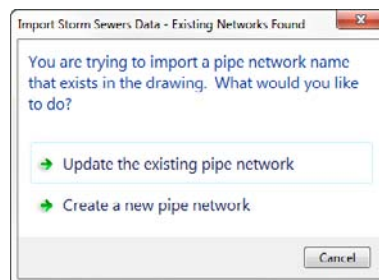 Import Storm Sewers Data - Existing Networks Found
You are trying to import a pipe network name
that exists in the drawing. What would you like
to do?
Update the existing pipe network
Create a new pipe network
Cancel